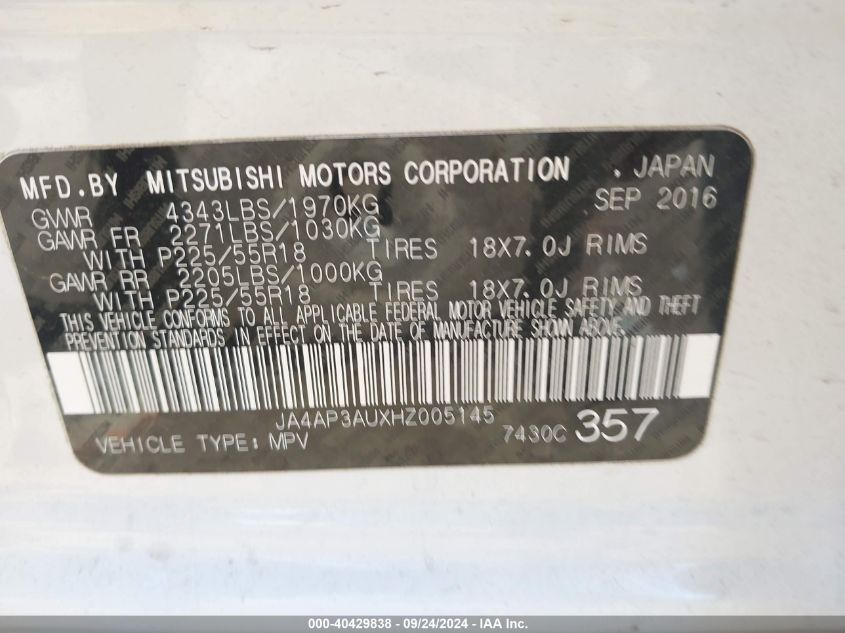 MFD.BY MITSUBISHI MOTORS CORPORATION . JAPAN
GVWR 4343LBS/1970KG SEP 2016
GAWR FR 2271LBS/1030KG
WITH P225/55R18 TIRES 18X7.0J RIMS
GAWR RR 2205LBS/1000KG
WITH P225/55R18 TIRES 18X7.0J RIMS
THIS VEHICLE CONFORMS TO ALL APPLICABLE FEDERAL MOTOR VEHICLE SAFETY AND THEFT
PREVENTION STANDARDS IN EFFECT ON THE DATE OF MANUFACTURE SHOWN ABOVE.
JA4AP3AUXHZ005145
VEHICLE TYPE: MPV 7430C 357
000-40429838 - 09/24/2024 - IAA Inc.